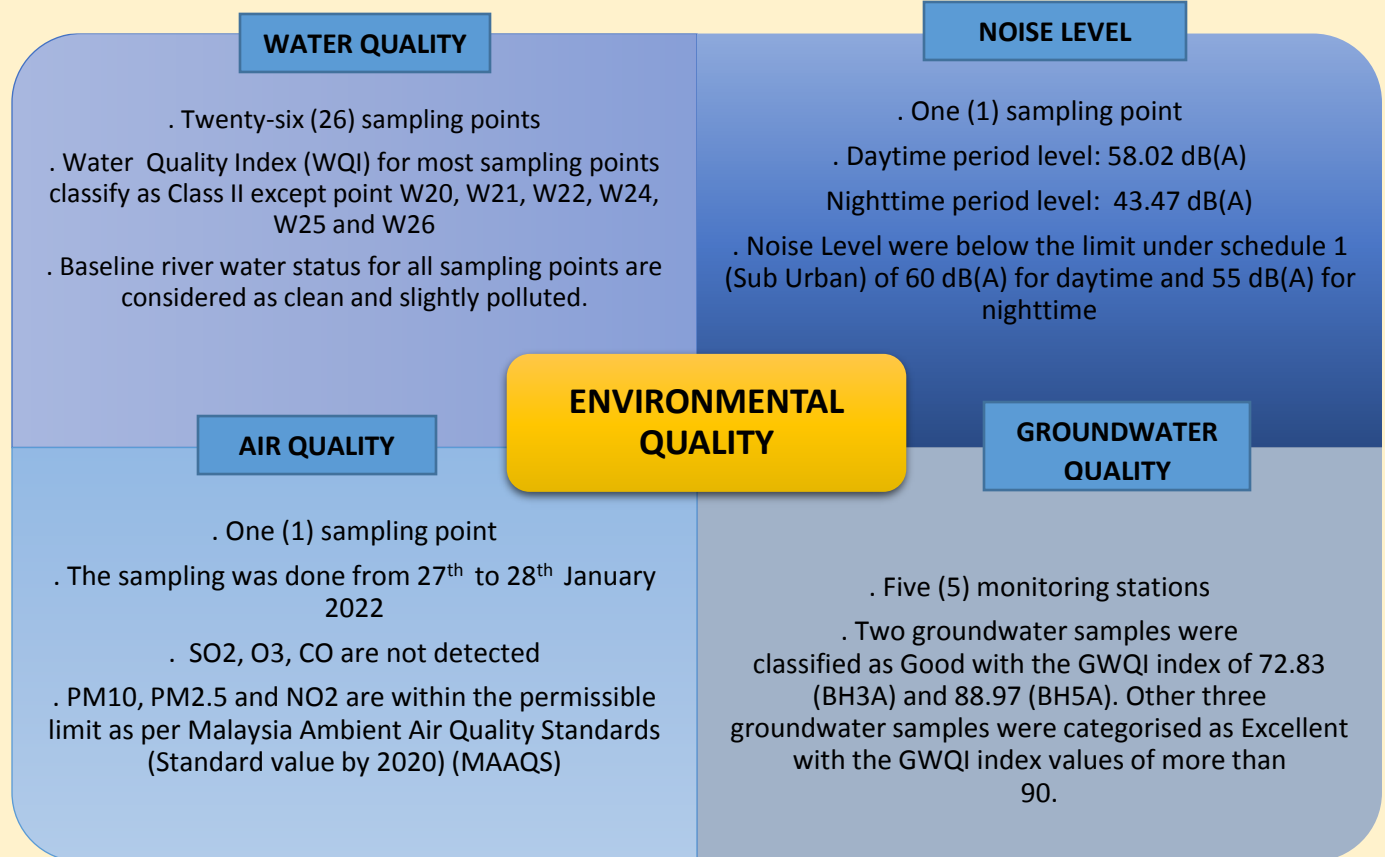 WATER QUALITY
. Twenty-six (26) sampling points
. Water Quality Index (WQI) for most sampling points
classify as Class II except point W20, W21, W22, W24,
W25 and W26
. Baseline river water status for all sampling points are
considered as clean and slightly polluted.
NOISE LEVEL
. One (1) sampling point
. Daytime period level: 58.02 dB(A)
Nighttime period level: 43.47 dB(A)
. Noise Level were below the limit under schedule 1
(Sub Urban) of 60 dB(A) for daytime and 55 dB(A) for
nighttime
ENVIRONMENTAL
QUALITY
AIR QUALITY
. One (1) sampling point
. The sampling was done from 27th to 28th January
2022
. SO2, O3, CO are not detected
. PM10, PM2.5 and NO2 are within the permissible
limit as per Malaysia Ambient Air Quality Standards
(Standard value by 2020) (MAAQS)
GROUNDWATER
QUALITY
. Five (5) monitoring stations
. Two groundwater samples were
classified as Good with the GWQI index of 72.83
(BH3A) and 88.97 (BH5A). Other three
groundwater samples were categorised as Excellent
with the GWQI index values of more than
90.